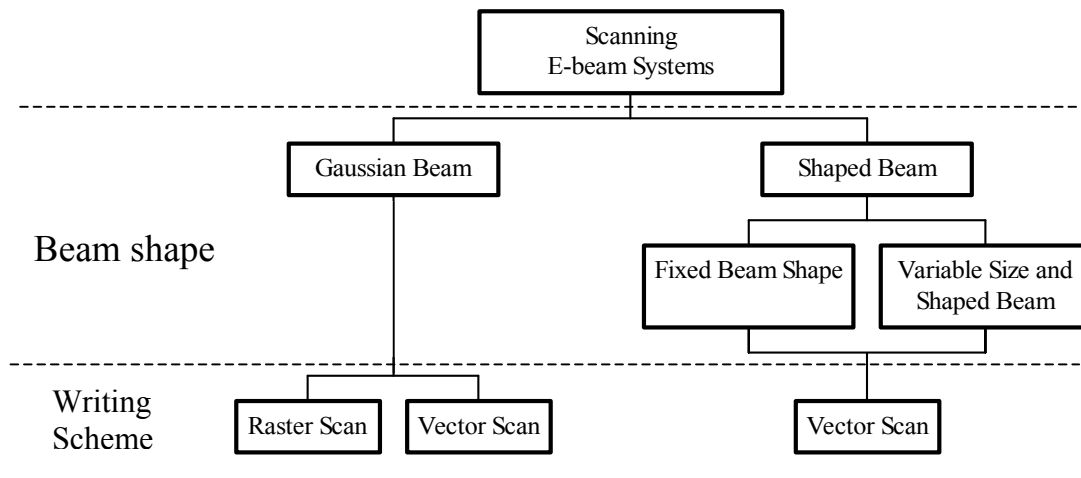 Scanning
E-beam Systems
Gaussian Beam
Shaped Beam
Beam shape
Fixed Beam Shape
Variable Size and
Shaped Beam
Writing
Scheme
Raster Scan
Vector Scan
Vector Scan